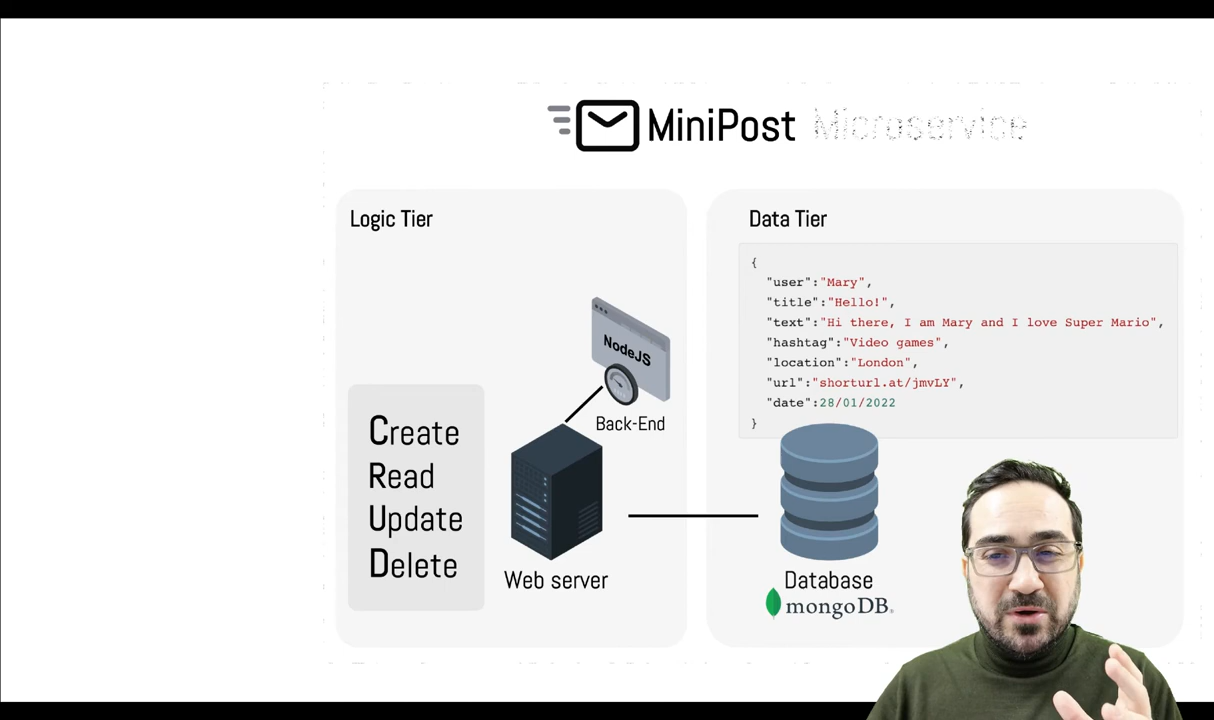 MiniPost Microservice
Logic Tier
Data Tier
{
"user":"Mary",
"title":"Hello!",
"text":"Hi there, I am Mary and I love Super Mario",
"hashtag":"Video games",
"location":"London",
"url":"shorturl.at/jmvLY",
"date":28/01/2022
}
NodeJS
Back-End
Create
Read
Update
Delete
Web server
Database
mongoDB.